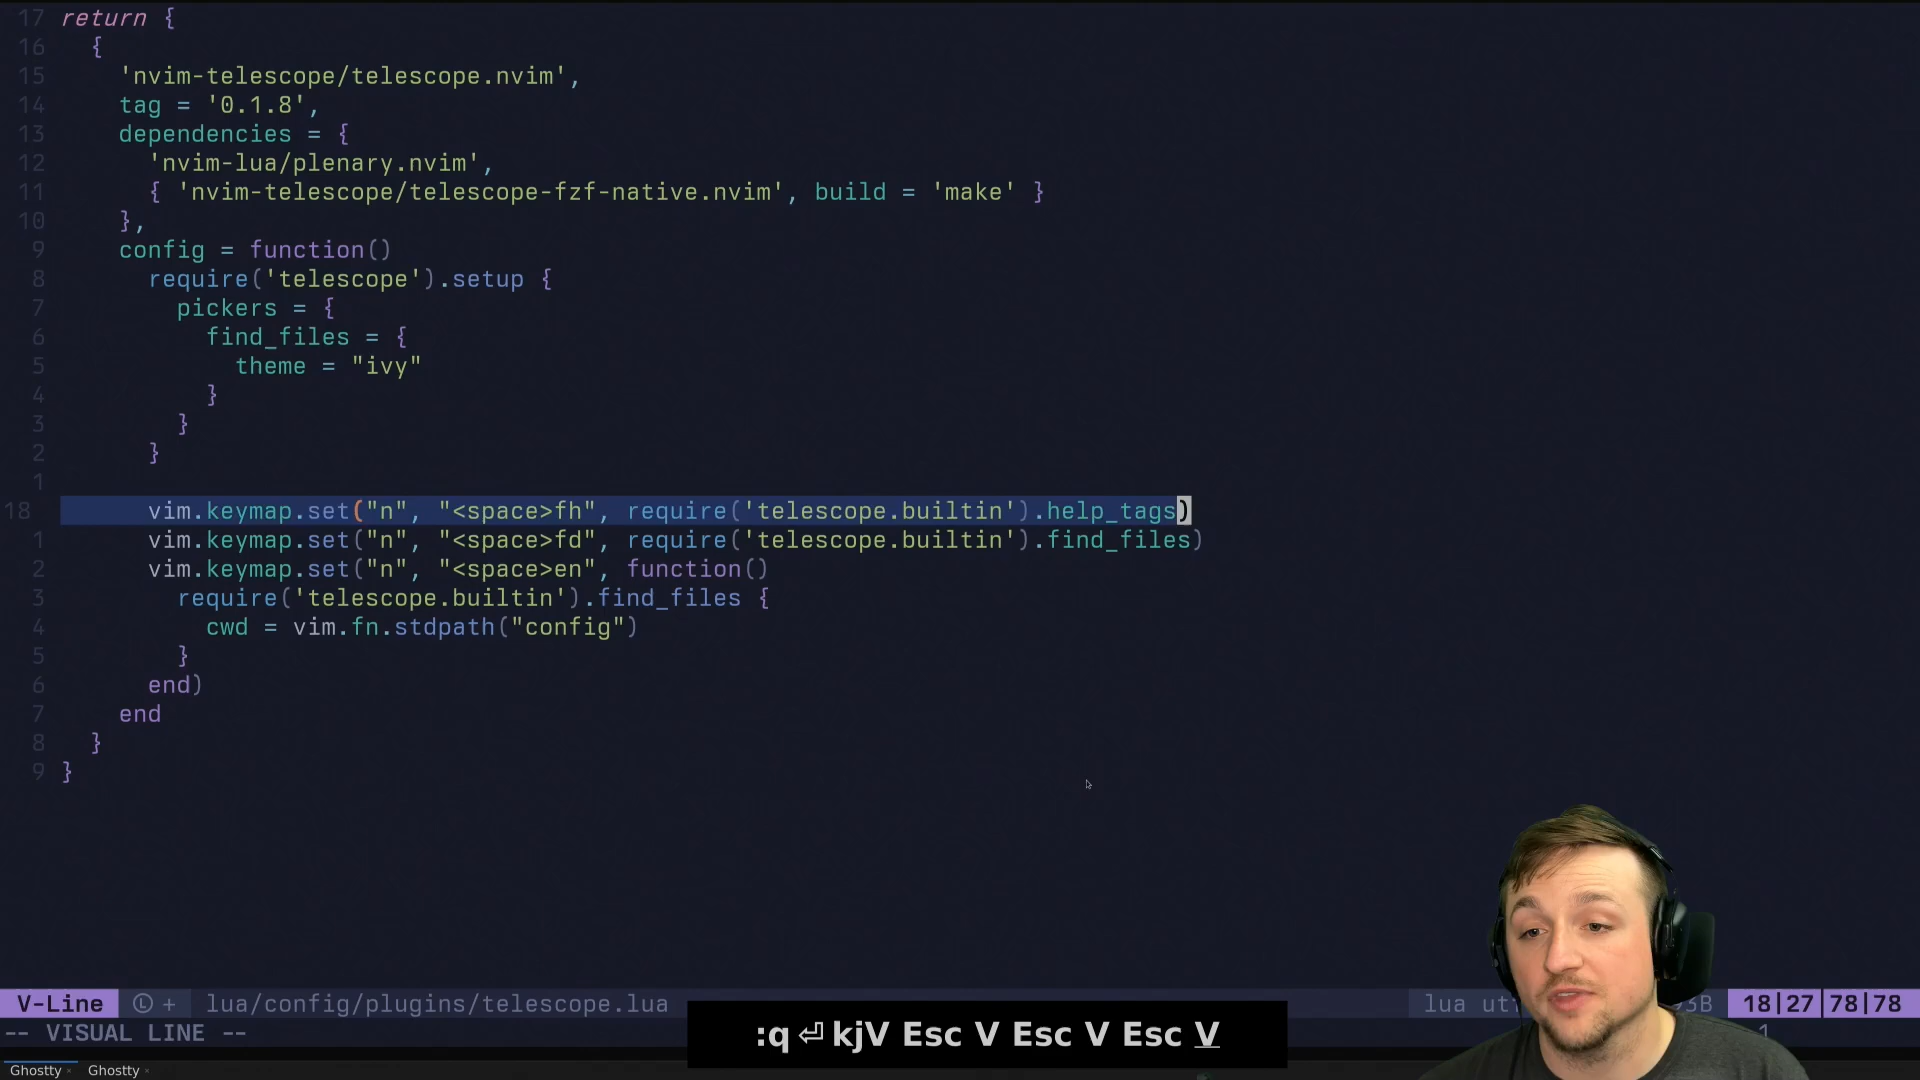 17 return {
16   {
15     'nvim-telescope/telescope.nvim',
14     tag = '0.1.8',
13     dependencies = {
12       'nvim-lua/plenary.nvim',
11       { 'nvim-telescope/telescope-fzf-native.nvim', build = 'make' }
10     },
9     config = function()
8       require('telescope').setup {
7         pickers = {
6           find_files = {
5             theme = "ivy"
4           }
3         }
2       }
1
18       vim.keymap.set("n", "<space>fh", require('telescope.builtin').help_tags)
1       vim.keymap.set("n", "<space>fd", require('telescope.builtin').find_files)
2       vim.keymap.set("n", "<space>en", function()
3         require('telescope.builtin').find_files {
4           cwd = vim.fn.stdpath("config")
5         }
6       end)
7     end
8   }
9 }
V-Line Ⓛ + lua/config/plugins/telescope.lua lua 18|27|78|78
-- VISUAL LINE --
:q ⏎ kjV Esc V Esc V Esc V
Ghostty Ghostty